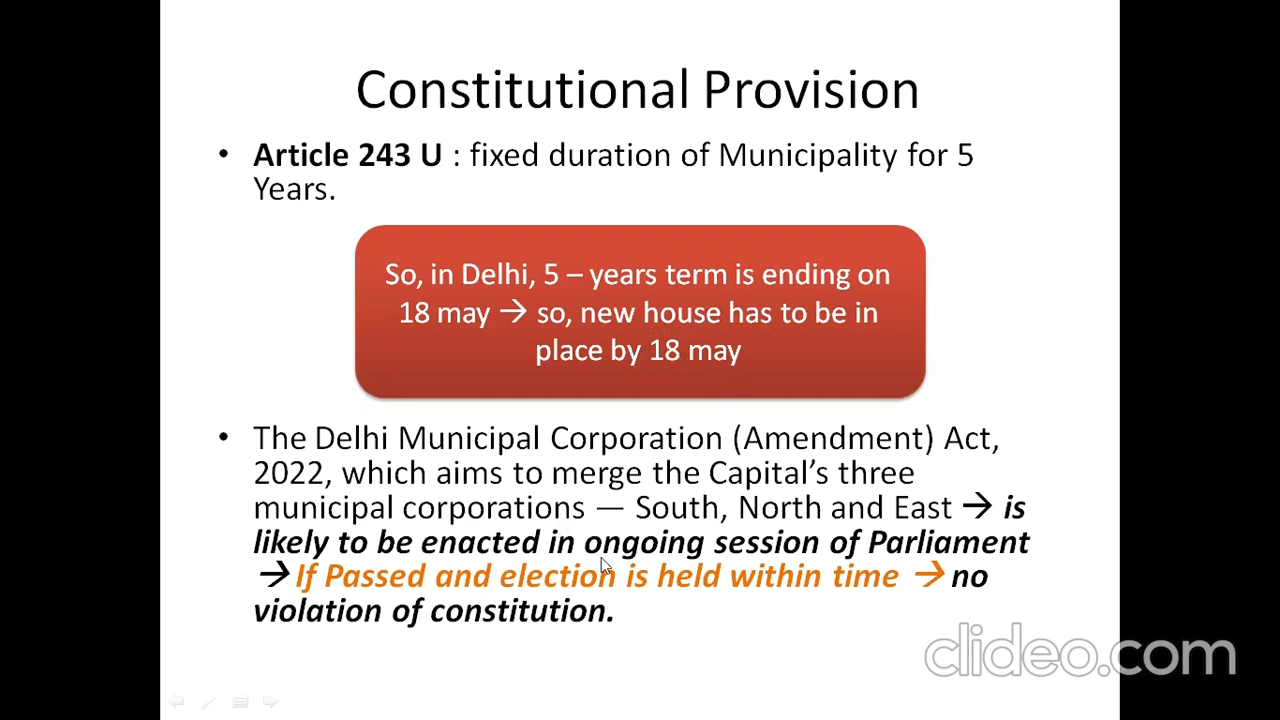 Constitutional Provision
• Article 243 U : fixed duration of Municipality for 5
Years.
So, in Delhi, 5 – years term is ending on
18 may → so, new house has to be in
place by 18 may
• The Delhi Municipal Corporation (Amendment) Act,
2022, which aims to merge the Capital’s three
municipal corporations — South, North and East → is
likely to be enacted in ongoing session of Parliament
→ If Passed and election is held within time → no
violation of constitution.
clideo.com